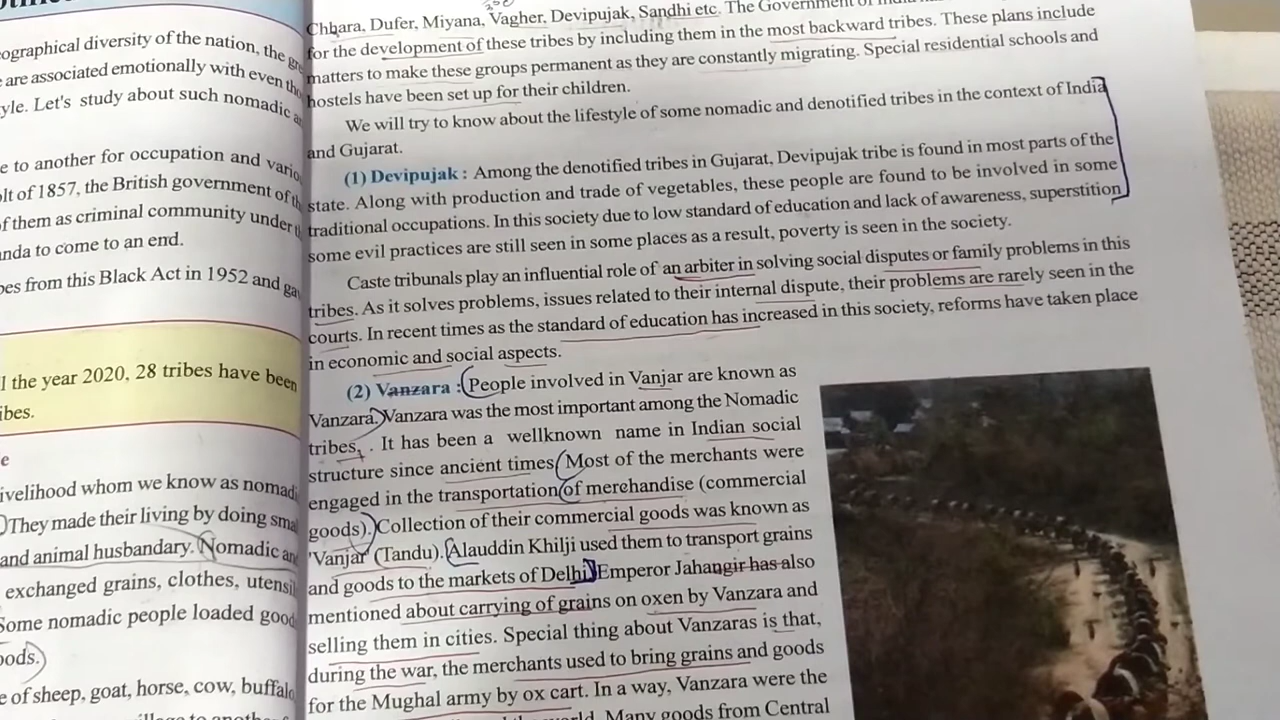 ographical diversity of the nation, the
are associated emotionally with even
yle. Let's study about such nomadic
e to another for occupation and
olt of 1857, the British government of
of them as criminal community under
nda to come to an end.
bes from this Black Act in 1952 and
l the year 2020, 28 tribes have been
ibes.
e
ivelihood whom we know as
They made their living by doing
and animal husbandary. Nomadic
exchanged grains, clothes,
Some nomadic people loaded
oods.
e of sheep, goat, horse, cow,
Chhara, Dufer, Miyana, Vagher, Devipujak, Sandhi etc. The Government of India
for the development of these tribes by including them in the most backward tribes. These plans include
matters to make these groups permanent as they are constantly migrating. Special residential schools and
hostels have been set up for their children.
We will try to know about the lifestyle of some nomadic and denotified tribes in the context of India
and Gujarat.
(1) Devipujak : Among the denotified tribes in Gujarat, Devipujak tribe is found in most parts of the
state. Along with production and trade of vegetables, these people are found to be involved in some
traditional occupations. In this society due to low standard of education and lack of awareness, superstition
some evil practices are still seen in some places as a result, poverty is seen in the society.
Caste tribunals play an influential role of an arbiter in solving social disputes or family problems in this
tribes. As it solves problems, issues related to their internal dispute, their problems are rarely seen in the
courts. In recent times as the standard of education has increased in this society, reforms have taken place
in economic and social aspects.
(2) Vanzara : People involved in Vanjar are known as
Vanzara. Vanzara was the most important among the Nomadic
tribes. . It has been a wellknown name in Indian social
structure since ancient times. Most of the merchants were
engaged in the transportation of merchandise (commercial
goods). Collection of their commercial goods was known as
'Vanjar' (Tandu). Alauddin Khilji used them to transport grains
and goods to the markets of Delhi. Emperor Jahangir has also
mentioned about carrying of grains on oxen by Vanzara and
selling them in cities. Special thing about Vanzaras is that,
during the war, the merchants used to bring grains and goods
for the Mughal army by ox cart. In a way, Vanzara were the
world. Many goods from Central